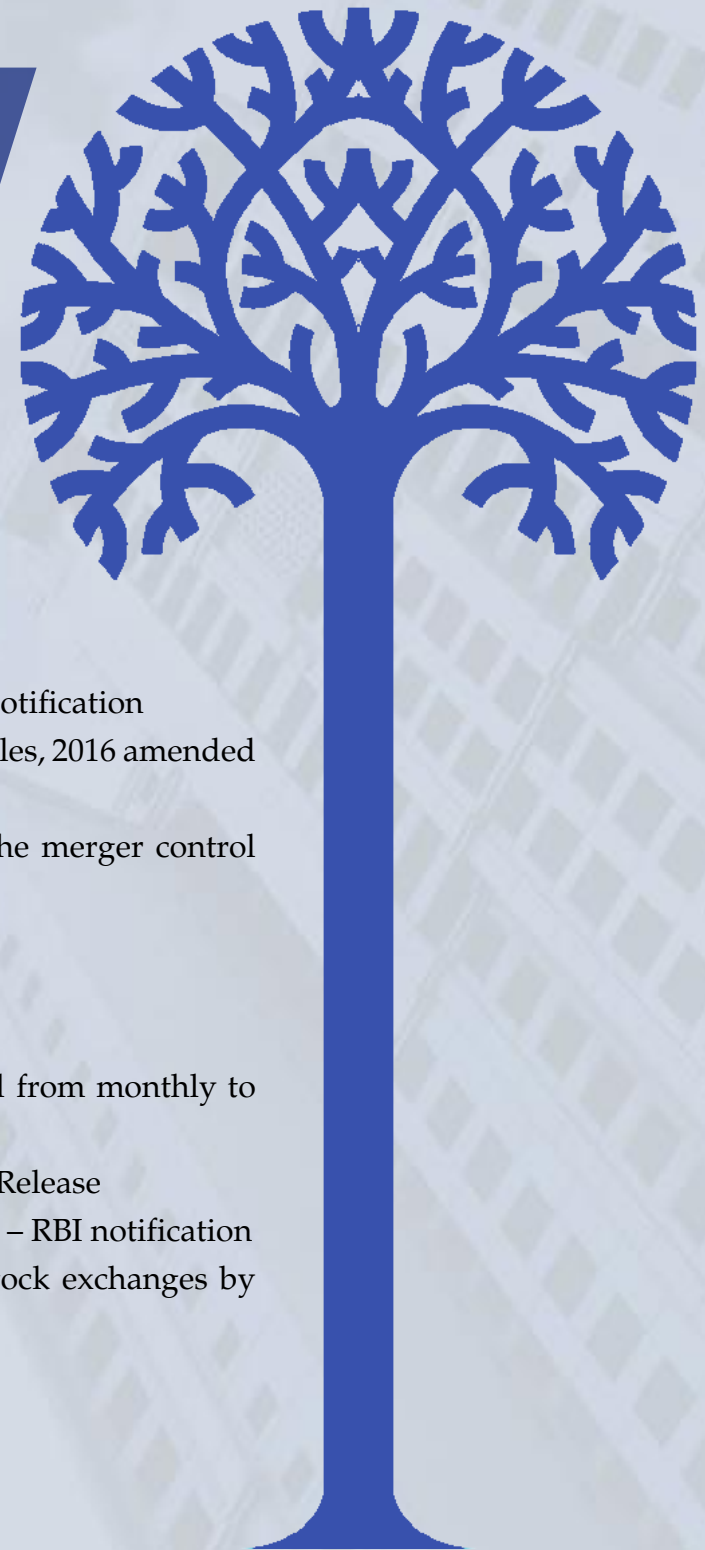 otification
les, 2016 amended
he merger control
l from monthly to
Release
– RBI notification
ock exchanges by